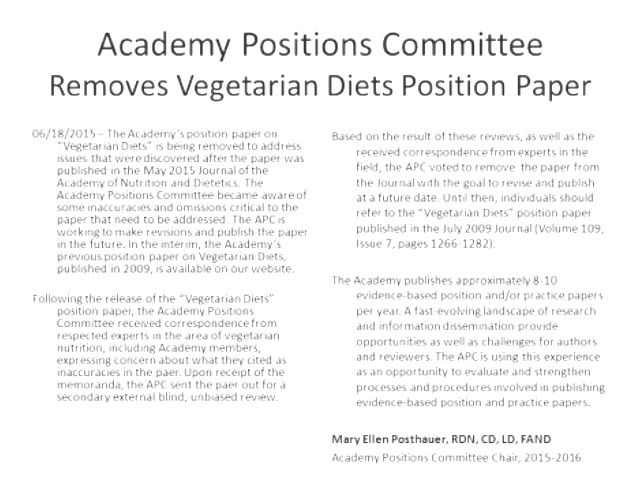 Academy Positions Committee
Removes Vegetarian Diets Position Paper
06/18/2015 – The Academy's position paper on
"Vegetarian Diets" is being removed to address
issues that were discovered after the paper was
published in the May 2015 Journal of the
Academy of Nutrition and Dietetics. The
Academy Positions Committee became aware of
some inaccuracies and omissions critical to the
paper that need to be addressed. The APC is
working to make revisions and publish the paper
in the future. In the interim, the Academy's
previous position paper on Vegetarian Diets,
published in 2009, is available on our website.
Following the release of the "Vegetarian Diets"
position paper, the Academy Positions
Committee received correspondence from
respected experts in the area of vegetarian
nutrition, including Academy members,
expressing concern about what they cited as
inaccuracies in the paer. Upon receipt of the
memoranda, the APC sent the paer out for a
secondary external blind, unbiased review.
Based on the result of these reviews, as well as the
received correspondence from experts in the
field, the APC voted to remove the paper from
the Journal with the goal to revise and publish
at a future date. Until then, individuals should
refer to the "Vegetarian Diets" position paper
published in the July 2009 Journal (Volume 109,
Issue 7, pages 1266-1282).
The Academy publishes approximately 8-10
evidence-based position and/or practice papers
per year. A fast-evolving landscape of research
and information dissemination provide
opportunities as well as challenges for authors
and reviewers. The APC is using this experience
as an opportunity to evaluate and strengthen
processes and procedures involved in publishing
evidence-based position and practice papers.
Mary Ellen Posthauer, RDN, CD, LD, FAND
Academy Positions Committee Chair, 2015-2016